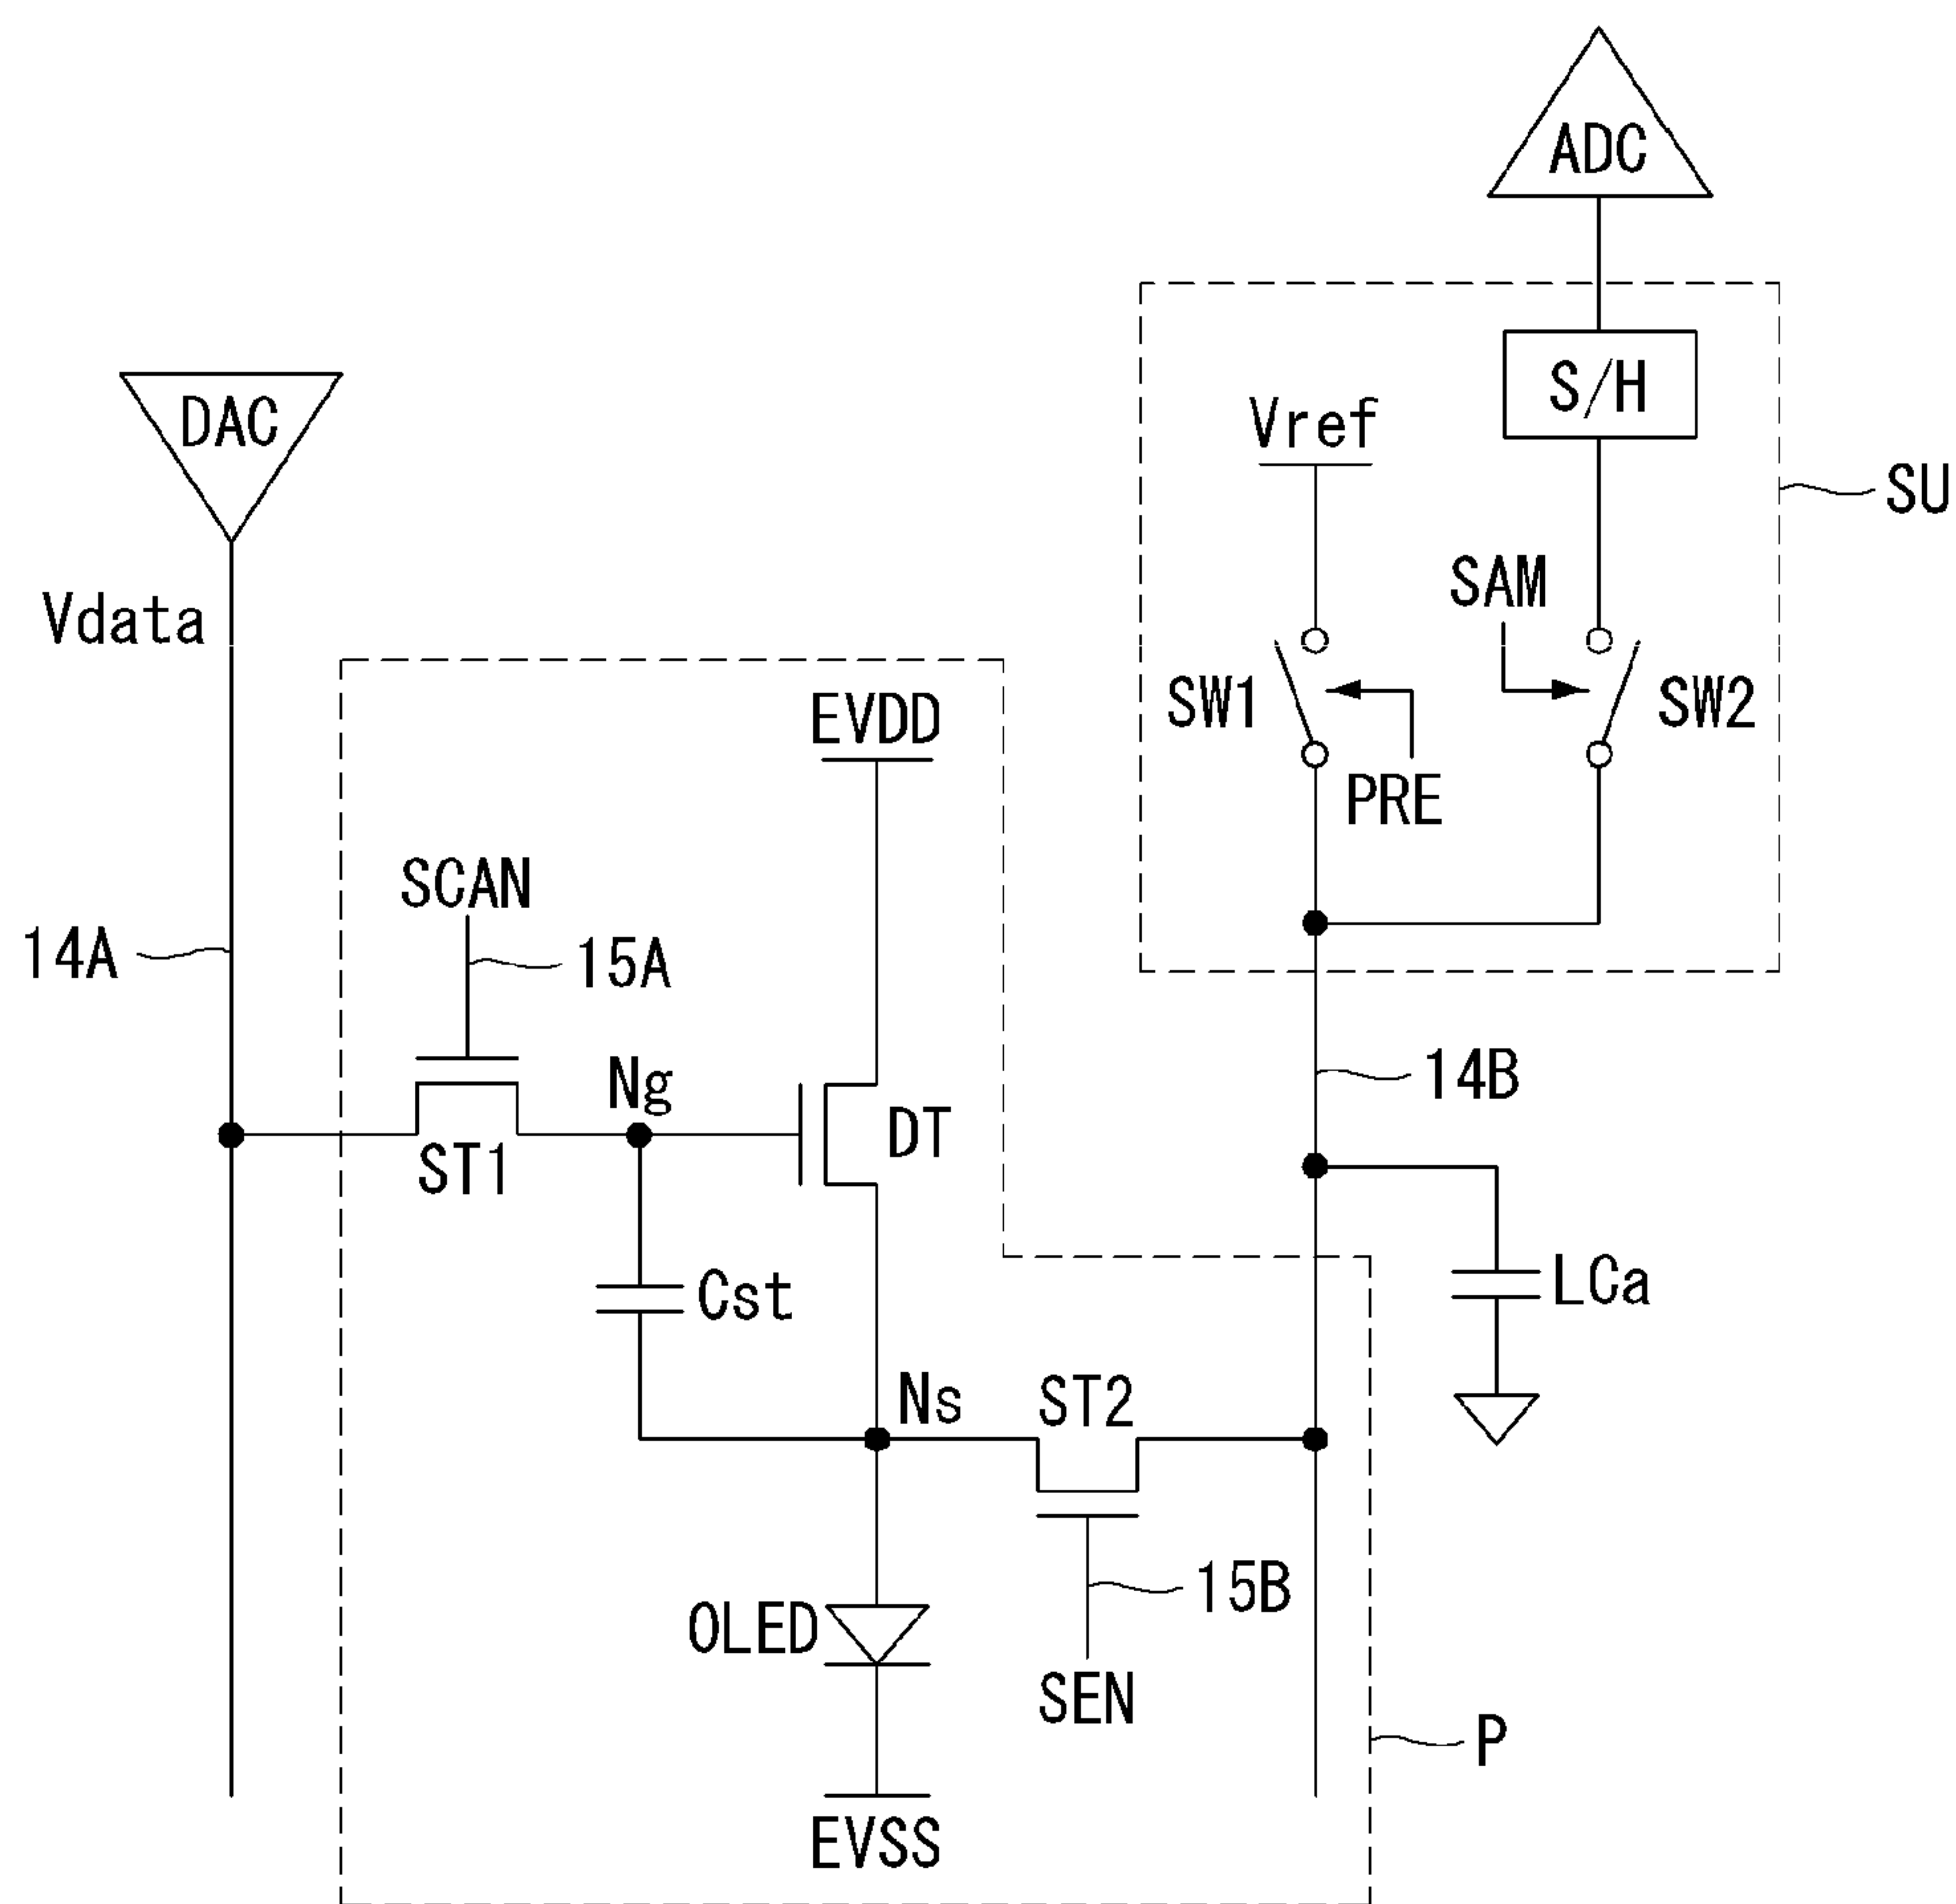 ADC
S/H
DAC
Vref
SU
SAM
Vdata
SW1
SW2
EVDD
PRE
SCAN
14A
15A
14B
Ng
DT
ST1
Cst
LCa
Ns
ST2
15B
OLED
SEN
P
EVSS